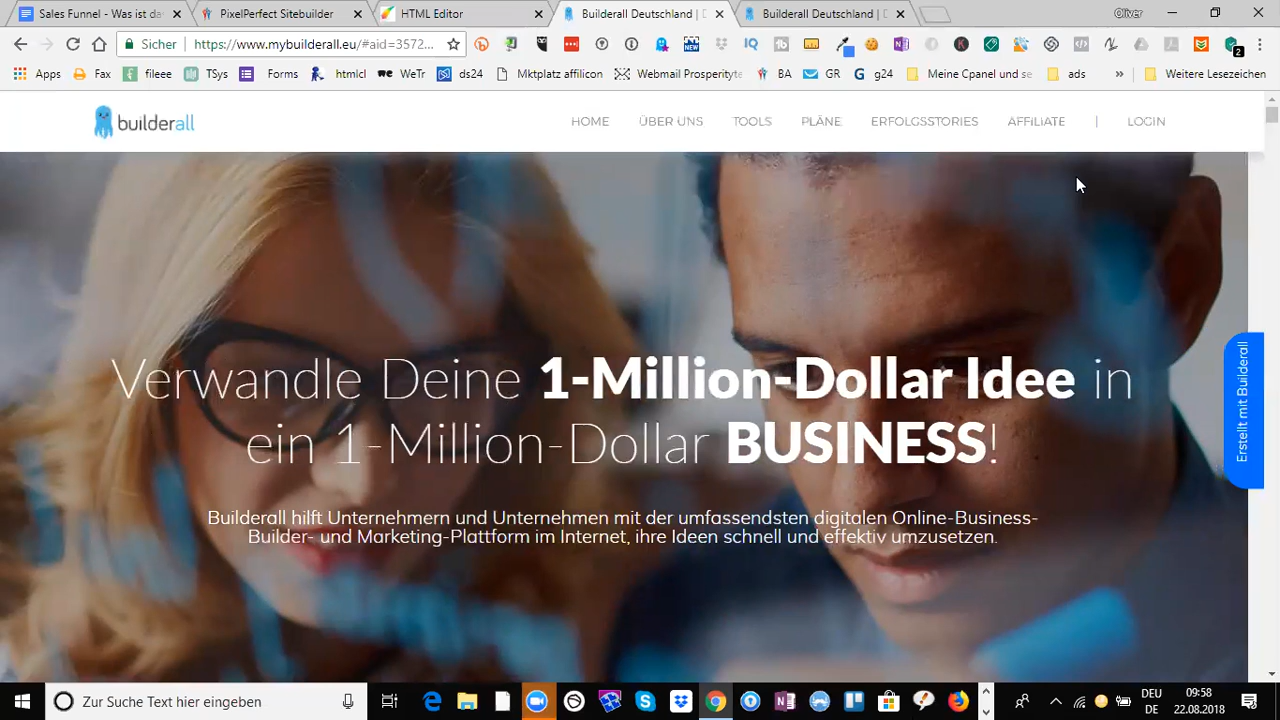 Sales Funnel - Was ist da
PixelPerfect Sitebuilder
HTML Editor
Builderall Deutschland | D
Builderall Deutschland | D
Oliver
Sicher
https://www.mybuilderall.eu/#aid=3572...
Apps
Fax
fileee
TSys
Forms
htmlcl
WeTr
ds24
Mktplatz affilicon
Webmail Prosperityte
BA
GR
g24
Meine Cpanal und se
ads
»
Weitere Lesezeichen
builderall
HOME
ÜBER UNS
TOOLS
PLÄNE
ERFOLGSSTORIES
AFFILIATE
|
LOGIN
Verwandle Deine 1-Million-Dollar Idee in
ein 1-Million-Dollar BUSINESS!
Builderall hilft Unternehmern und Unternehmen mit der umfassendsten digitalen Online-Business-
Builder- und Marketing-Plattform im Internet, ihre Ideen schnell und effektiv umzusetzen.
Erstellt mit Builderall
Zur Suche Text hier eingeben
DEU
DE
09:58
22.08.2018